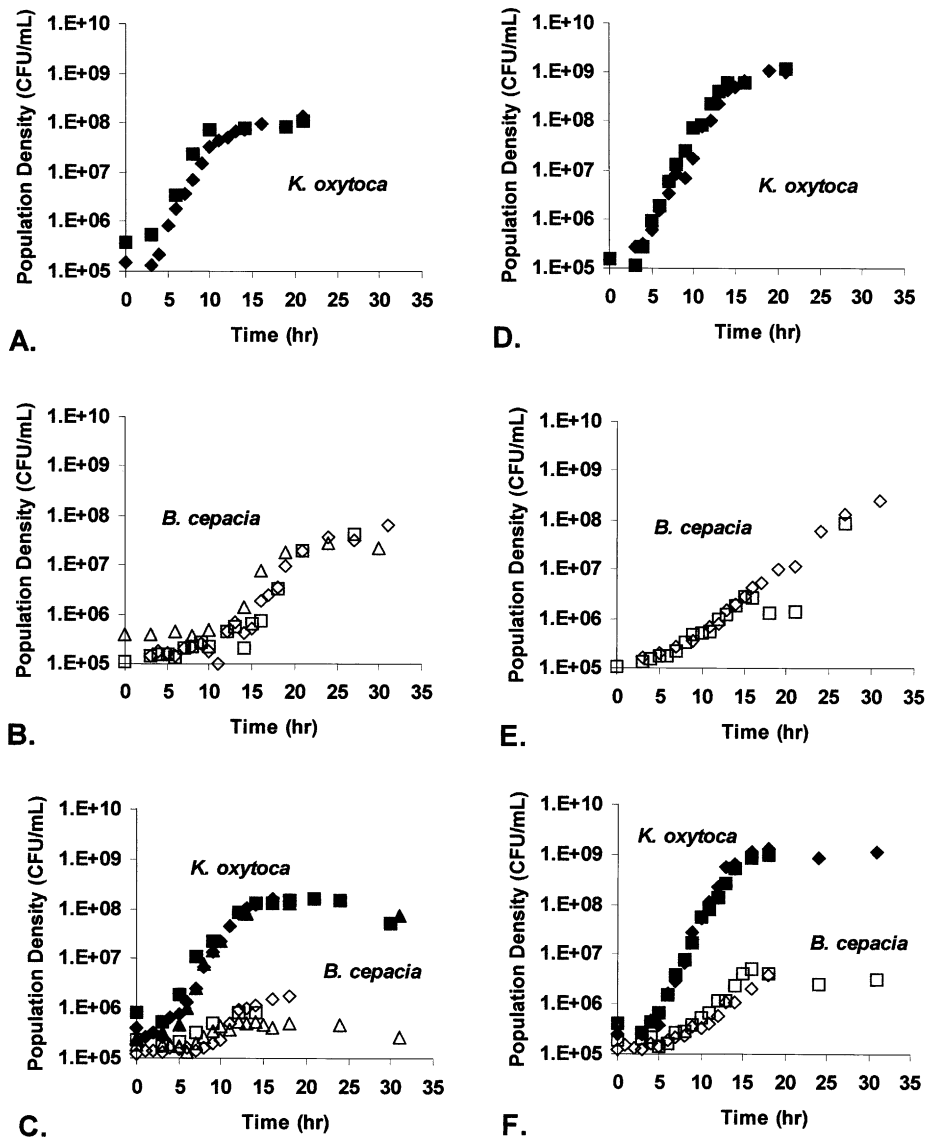 Population Density (CFU/mL)
1.E+10
1.E+09
1.E+08
1.E+07
1.E+06
1.E+05
K. oxytoca
0 5 10 15 20 25 30 35
Time (hr)
A.
Population Density (CFU/mL)
1.E+10
1.E+09
1.E+08
1.E+07
1.E+06
1.E+05
K. oxytoca
0 5 10 15 20 25 30 35
Time (hr)
D.
Population Density (CFU/mL)
1.E+10
1.E+09
1.E+08
1.E+07
1.E+06
1.E+05
B. cepacia
0 5 10 15 20 25 30 35
Time (hr)
B.
Population Density (CFU/mL)
1.E+10
1.E+09
1.E+08
1.E+07
1.E+06
1.E+05
B. cepacia
0 5 10 15 20 25 30 35
Time (hr)
E.
Population Density (CFU/mL)
1.E+10
1.E+09
1.E+08
1.E+07
1.E+06
1.E+05
K. oxytoca
B. cepacia
0 5 10 15 20 25 30 35
Time (hr)
C.
Population Density (CFU/mL)
1.E+10
1.E+09
1.E+08
1.E+07
1.E+06
1.E+05
K. oxytoca
B. cepacia
0 5 10 15 20 25 30 35
Time (hr)
F.